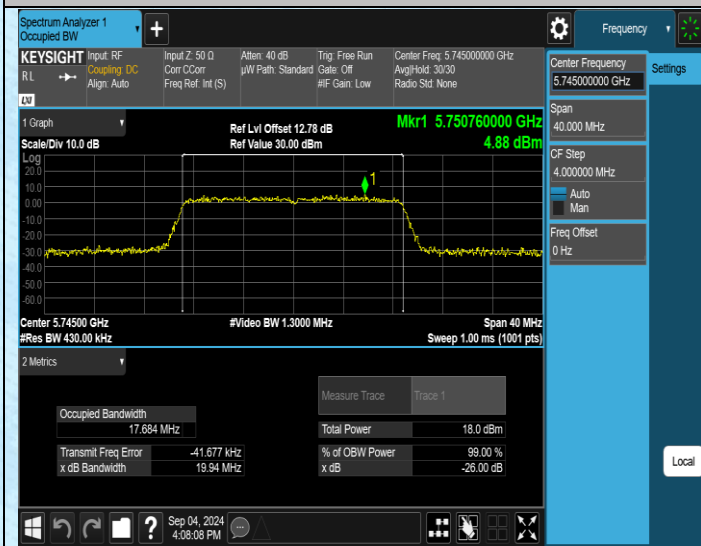 Spectrum Analyzer 1
Occupied BW
Frequency
KEYSIGHT
RL
LXI
Input: RF
Coupling: DC
Align: Auto
Input Z: 50 Ω
Corr CCorr
Freq Ref: Int (S)
Atten: 40 dB
µW Path: Standard
Trig: Free Run
Gate: Off
#IF Gain: Low
Center Freq: 5.745000000 GHz
Avg|Hold: 30/30
Radio Std: None
Center Frequency
5.745000000 GHz
Settings
Span
40.000 MHz
CF Step
4.000000 MHz
Auto
Man
Freq Offset
0 Hz
Local
1 Graph
Scale/Div 10.0 dB
Ref Lvl Offset 12.78 dB
Ref Value 30.00 dBm
Mkr1 5.750760000 GHz
4.88 dBm
Log
20.0
10.0
0.00
-10.0
-20.0
-30.0
-40.0
-50.0
-60.0
1
Center 5.74500 GHz
#Res BW 430.00 kHz
#Video BW 1.3000 MHz
Span 40 MHz
Sweep 1.00 ms (1001 pts)
2 Metrics
Measure Trace
Trace 1
Occupied Bandwidth
17.684 MHz
Total Power
18.0 dBm
Transmit Freq Error
-41.677 kHz
% of OBW Power
99.00 %
x dB Bandwidth
19.94 MHz
x dB
-26.00 dB
?
Sep 04, 2024
4:08:08 PM